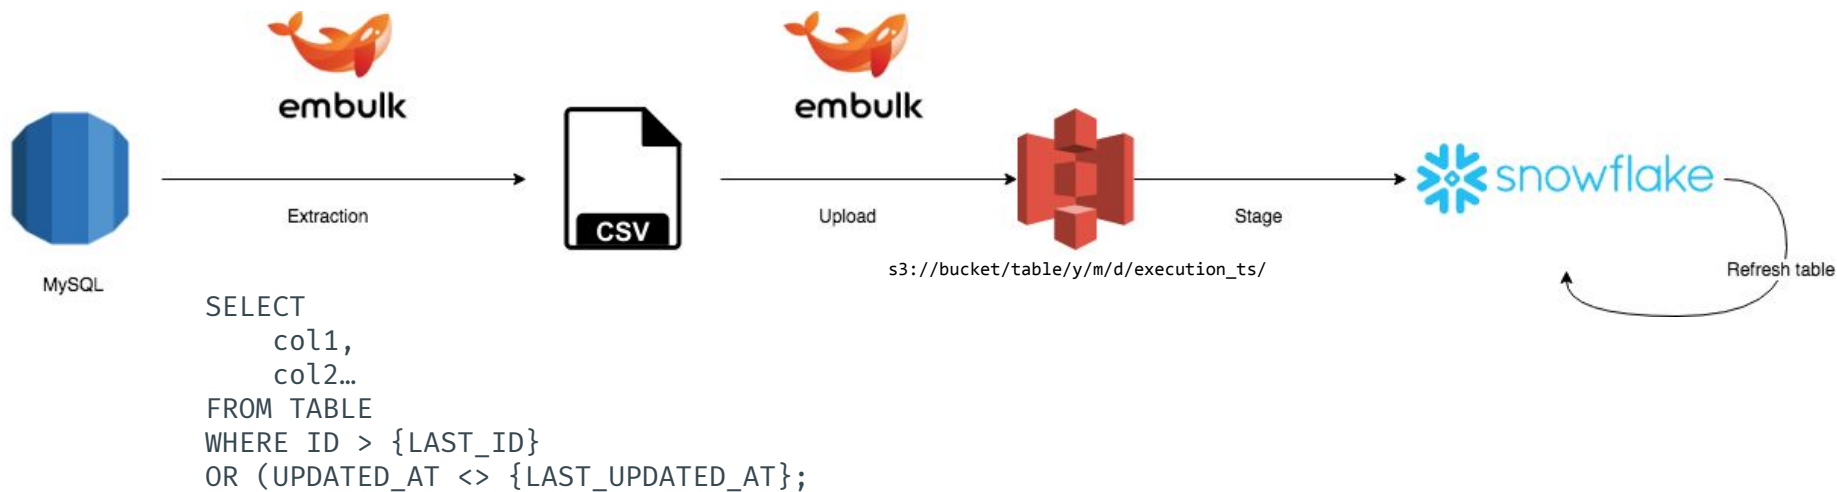 embulk
embulk
CSV
snowflake
Extraction
Upload
Stage
MySQL
s3://bucket/table/y/m/d/execution_ts/
Refresh table
SELECT
    col1,
    col2…
FROM TABLE
WHERE ID > {LAST_ID}
OR (UPDATED_AT <> {LAST_UPDATED_AT};